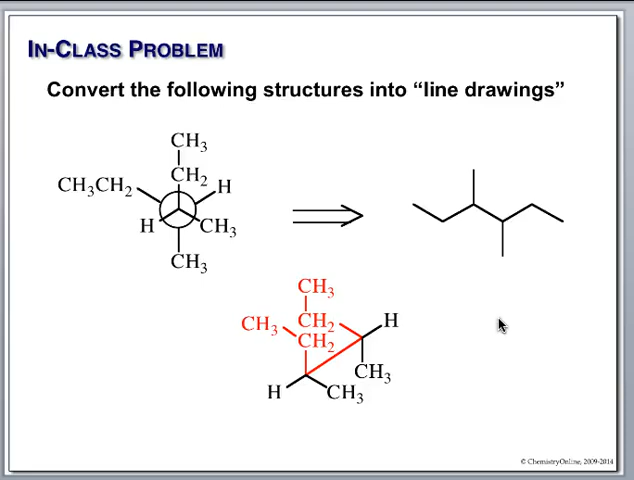 IN-CLASS PROBLEM
Convert the following structures into “line drawings”
CH3
CH2
CH3CH2
H
H
CH3
CH3
CH3
CH3
CH2
H
CH2
CH3
H
CH3
© ChemistryOnline, 2009-2014